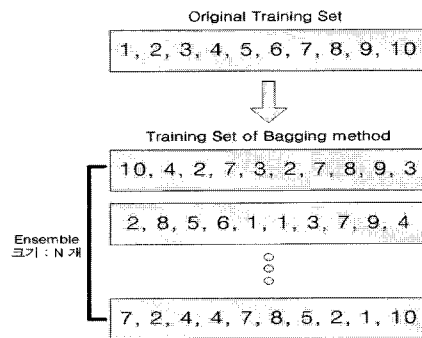 Original Training Set
1, 2, 3, 4, 5, 6, 7, 8, 9, 10
Training Set of Bagging method
10, 4, 2, 7, 3, 2, 7, 8, 9, 3
2, 8, 5, 6, 1, 1, 3, 7, 9, 4
Ensemble
크기 : N 개
7, 2, 4, 4, 7, 8, 5, 2, 1, 10